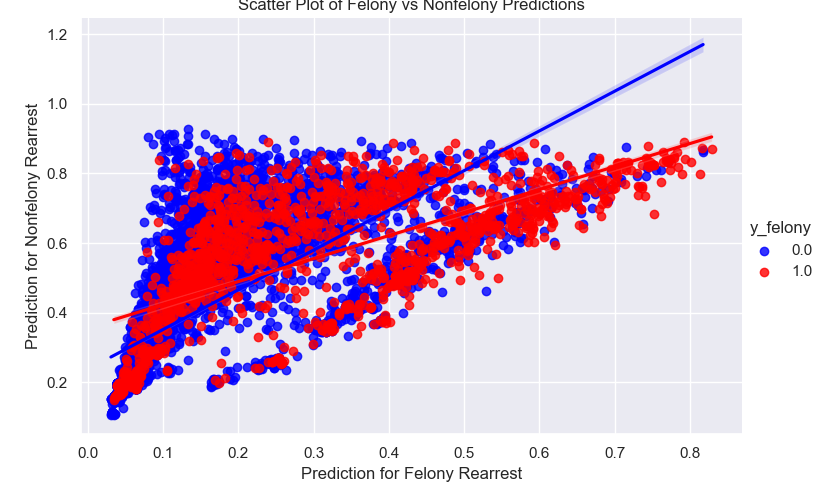 Scatter Plot of Felony vs Nonfelony Predictions
1.2
1.0
0.8
0.6
0.4
0.2
Prediction for Nonfelony Rearrest
0.0 0.1 0.2 0.3 0.4 0.5 0.6 0.7 0.8
Prediction for Felony Rearrest
y_felony
0.0
1.0